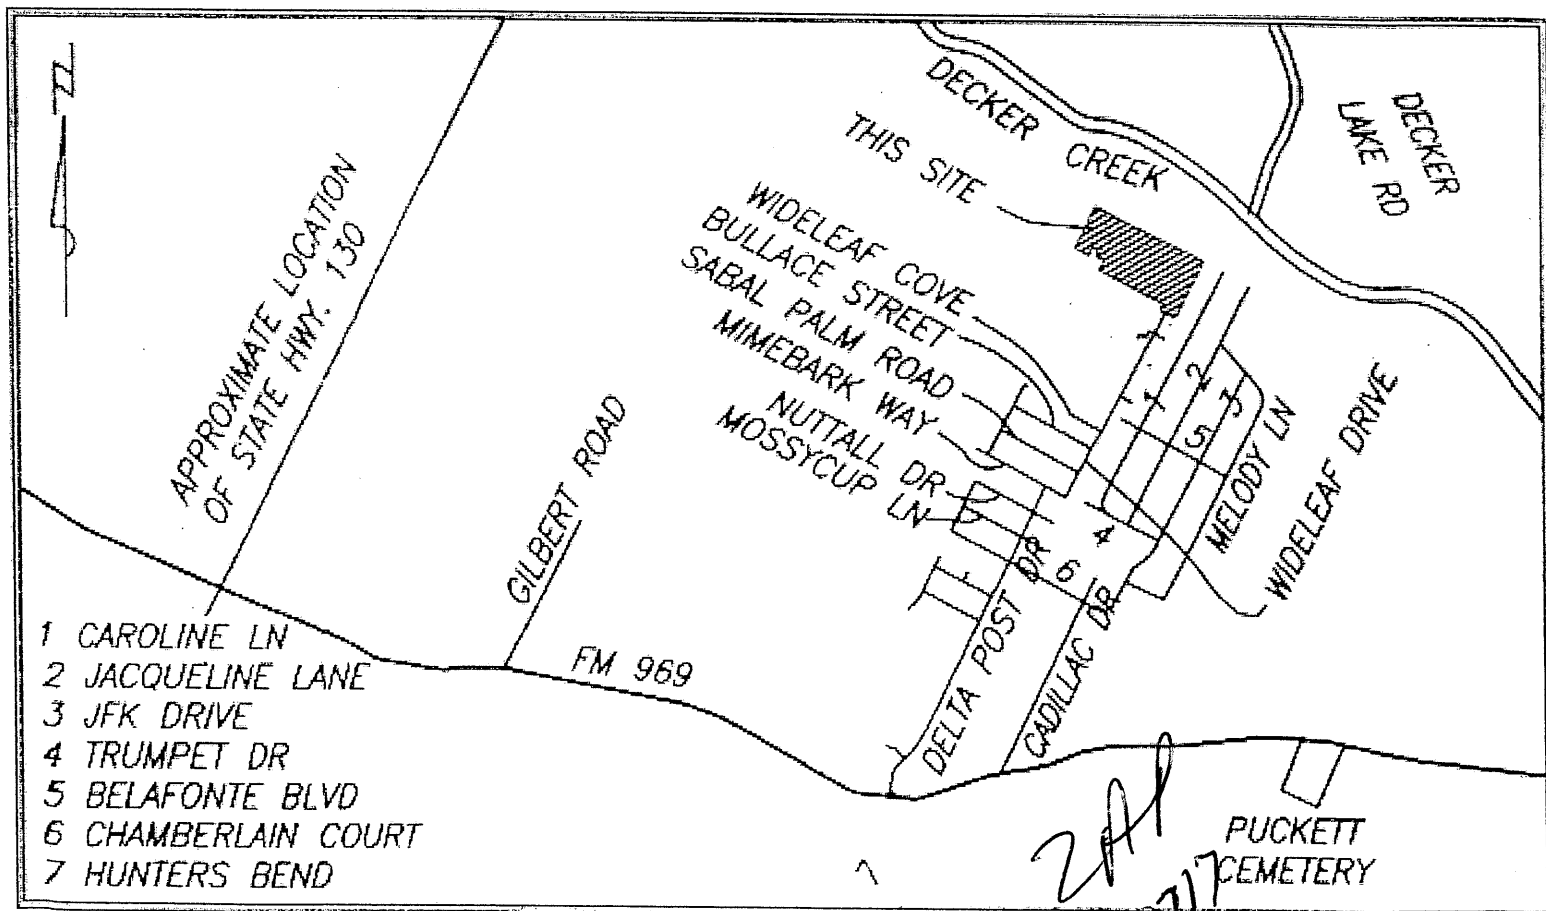 N
DECKER
LAKE RD
DECKER CREEK
THIS SITE
WIDELEAF COVE
BULLACE STREET
SABAL PALM ROAD
MIMEBARK WAY
NUTTALL DR
MOSSYCUP LN
APPROXIMATE LOCATION
OF STATE HWY. 130
GILBERT ROAD
7
1
2
3
5
4
6
MELODY LN
WIDELEAF DRIVE
DELTA POST DR
CADILLAC DR
FM 969
1 CAROLINE LN
2 JACQUELINE LANE
3 JFK DRIVE
4 TRUMPET DR
5 BELAFONTE BLVD
6 CHAMBERLAIN COURT
7 HUNTERS BEND
PUCKETT
CEMETERY